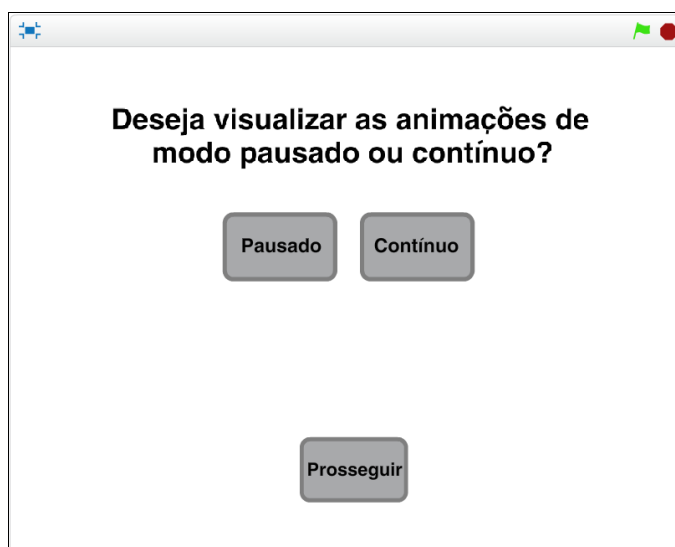 Deseja visualizar as animações de
modo pausado ou contínuo?
Pausado Contínuo
Prosseguir